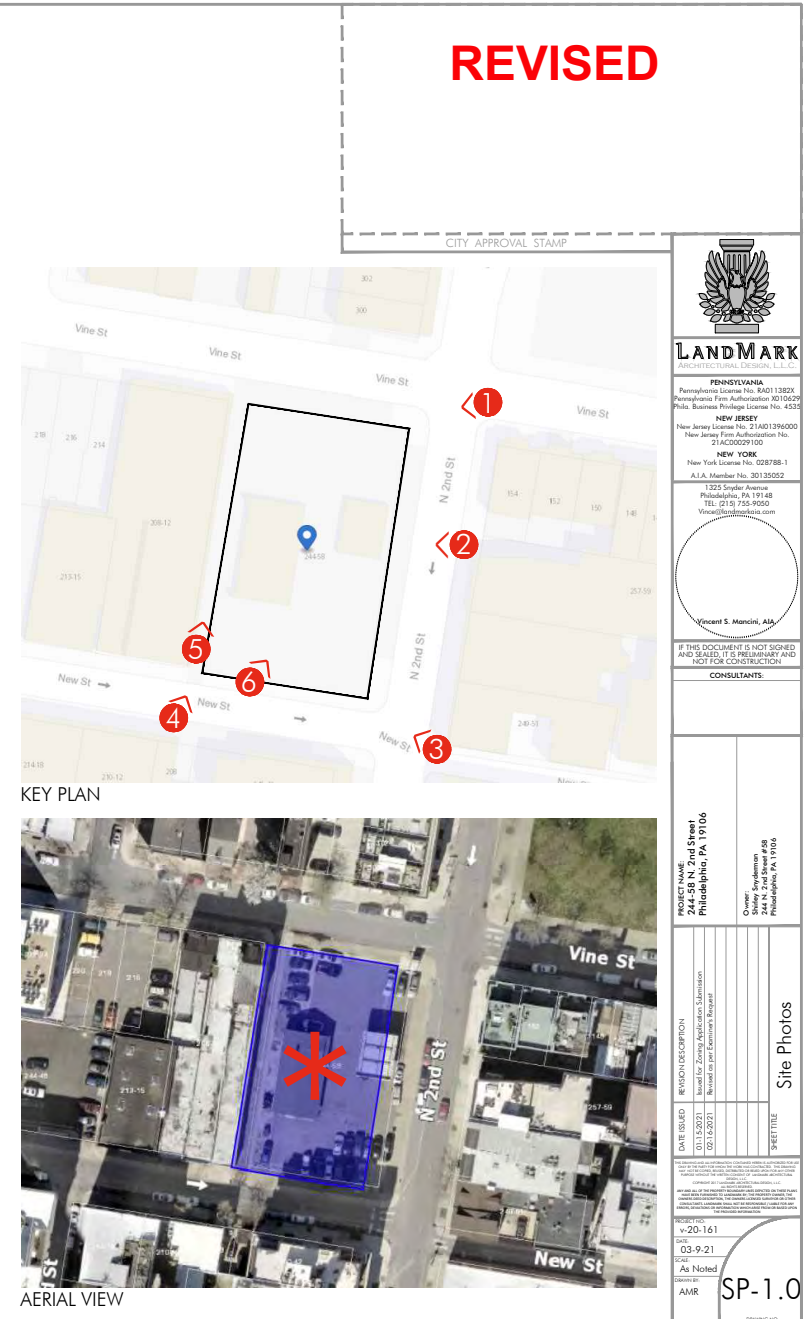 REVISED
CITY APPROVAL STAMP
302
300
Vine St
Vine St
Vine St
Vine St
218
216
214
208-12
213-15
N 2nd St
154
152
150
148
244-58
257-59
N 2nd St
New St
New St
New St
249-51
214-18
210-12
208
1
2
3
4
5
6
KEY PLAN
Vine St
N 2nd St
213-15
257-59
New St
AERIAL VIEW
LANDMARK
ARCHITECTURAL DESIGN, L.L.C.
PENNSYLVANIA
Pennsylvania License No. RA011382X
Pennsylvania Firm Authorization X010629
Phila. Business Privilege License No. 4535
NEW JERSEY
New Jersey License No. 21AI01396000
New Jersey Firm Authorization No.
21AC00029100
NEW YORK
New York License No. 028788-1
A.I.A. Member No. 30135052
1325 Snyder Avenue
Philadelphia, PA 19148
TEL: (215) 755-9050
Vince@landmarkaia.com
Vincent S. Mancini, AIA
IF THIS DOCUMENT IS NOT SIGNED
AND SEALED, IT IS PRELIMINARY AND
NOT FOR CONSTRUCTION
CONSULTANTS:
PROJECT NAME:
244-58 N. 2nd Street
Philadelphia, PA 19106
Owner:
Shirley Snyderman
244 N. 2nd Street #58
Philadelphia, PA 19106
DATE ISSUED
REVISION DESCRIPTION
01-15-2021
Issued for Zoning Application Submission
02-16-2021
Revised as per Examiner's Request
SHEET TITLE
Site Photos
PROJECT NO:
v-20-161
DATE:
03-9-21
SCALE:
As Noted
DRAWN BY:
AMR
SP-1.0